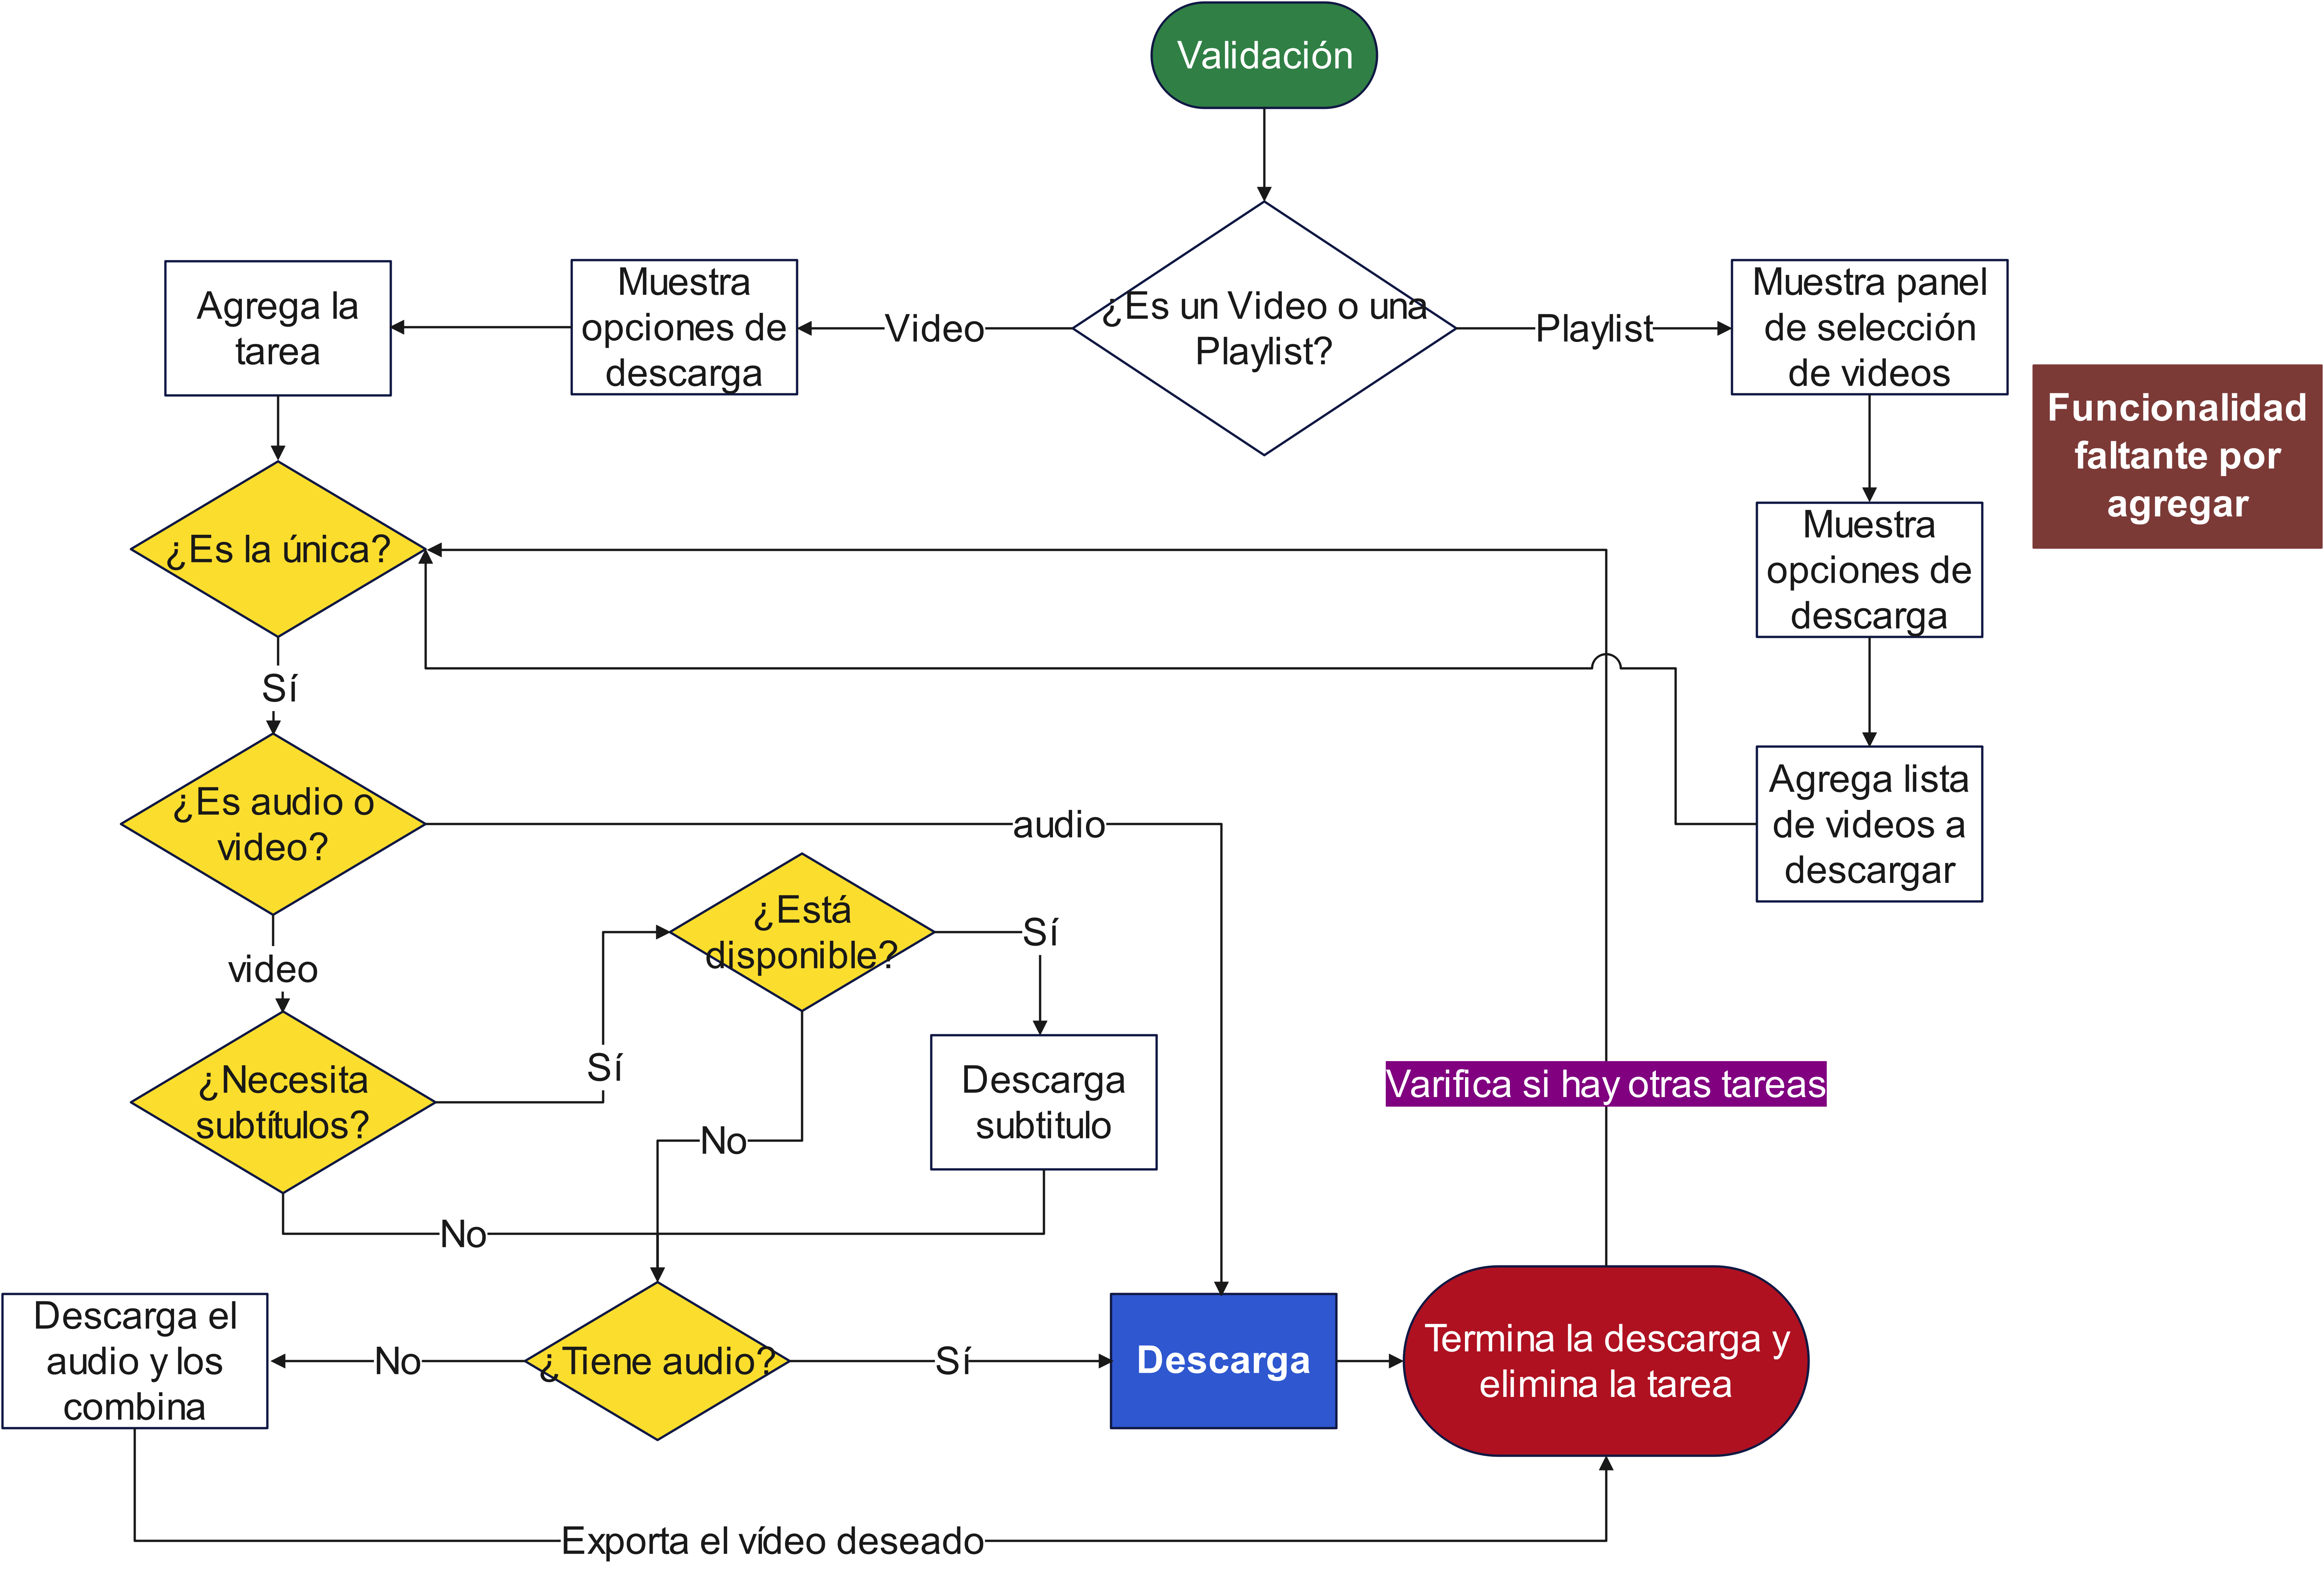 Validación
Agrega la
tarea
Muestra
opciones de
descarga
Video
¿Es un Video o una
Playlist?
Playlist
Muestra panel
de selección
de videos
Funcionalidad
faltante por
agregar
¿Es la única?
Muestra
opciones de
descarga
Sí
¿Es audio o
video?
audio
Agrega lista
de videos a
descargar
video
¿Está
disponible?
Sí
¿Necesita
subtítulos?
Sí
No
Descarga
subtitulo
Varifica si hay otras tareas
No
Descarga el
audio y los
combina
No
¿Tiene audio?
Sí
Descarga
Termina la descarga y
elimina la tarea
Exporta el vídeo deseado